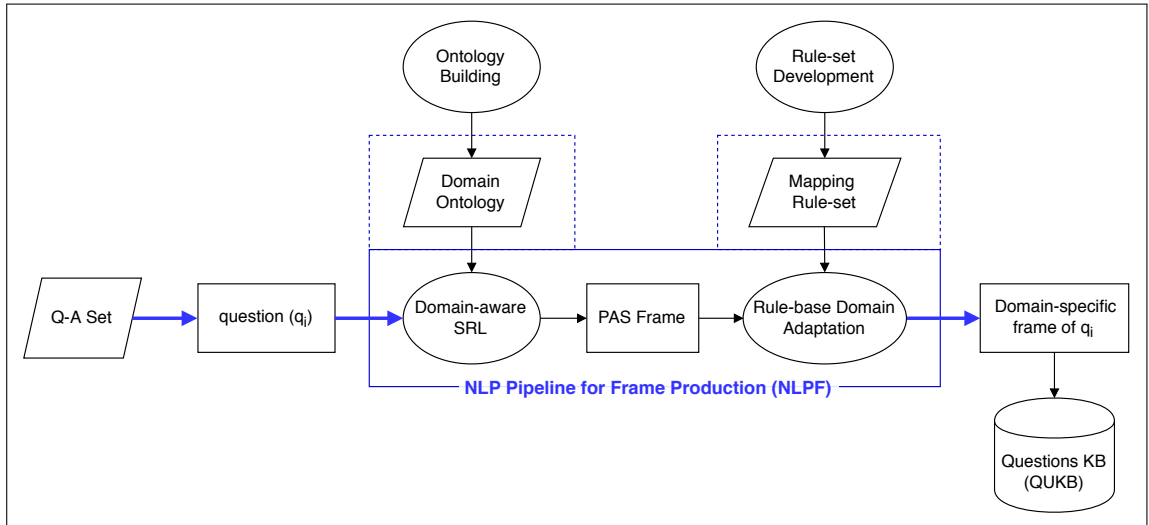 Ontology
Building
Rule-set
Development
Domain
Ontology
Mapping
Rule-set
Q-A Set
question (qi)
Domain-aware
SRL
PAS Frame
Rule-base Domain
Adaptation
Domain-specific
frame of qi
NLP Pipeline for Frame Production (NLPF)
Questions KB
(QUKB)